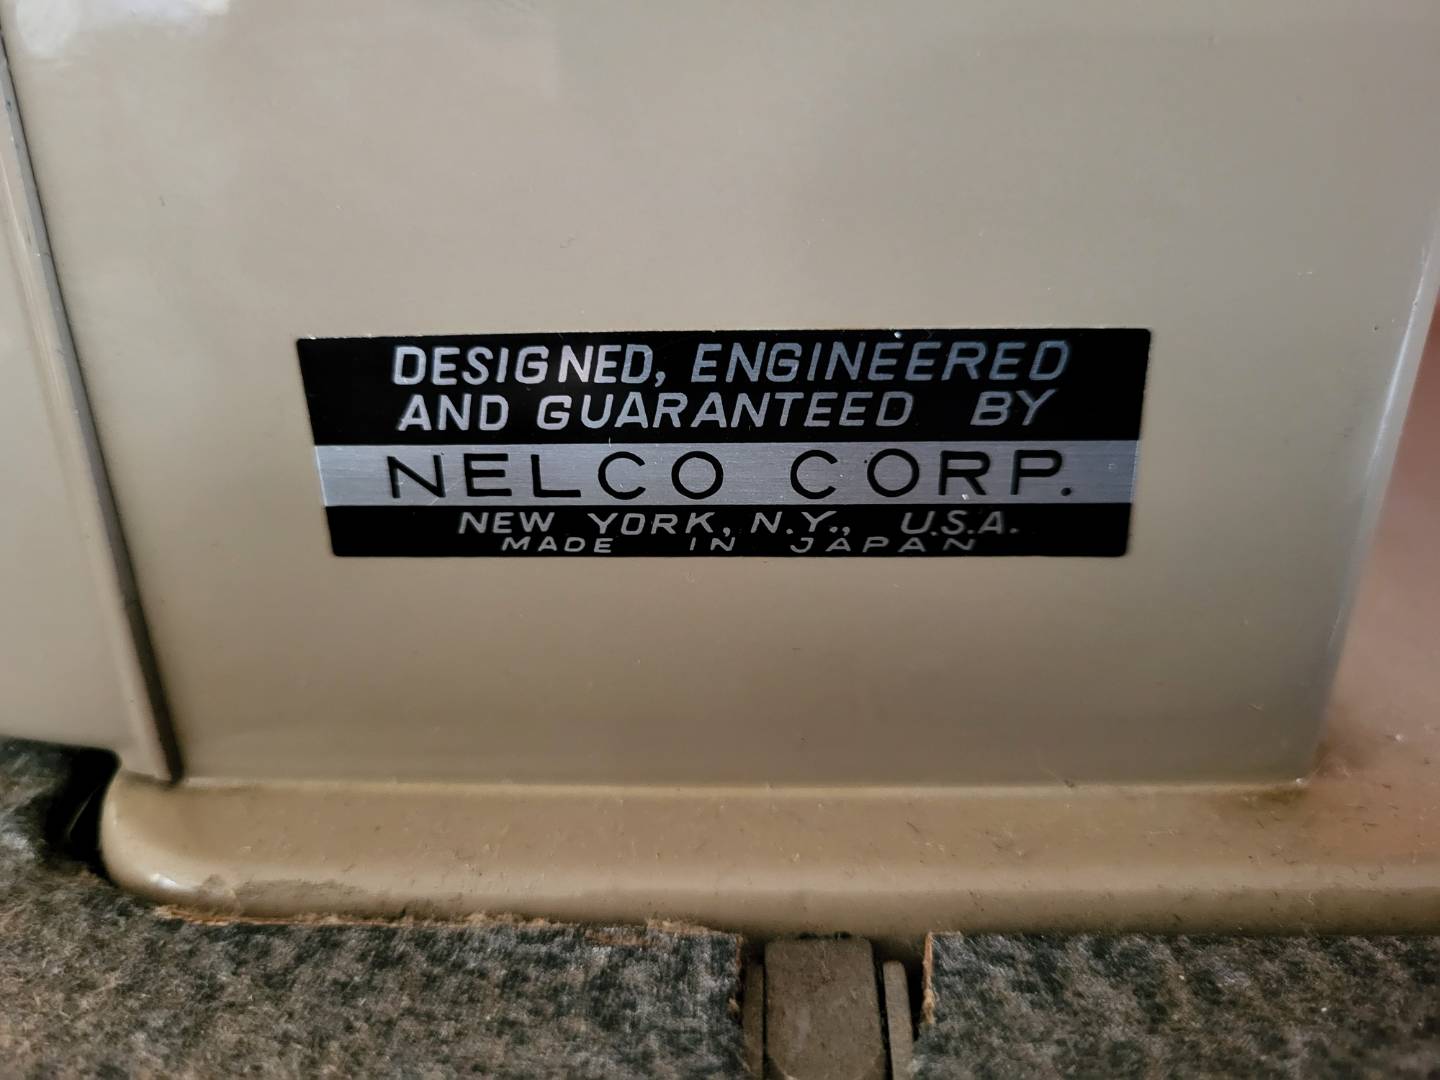 DESIGNED, ENGINEERED
AND GUARANTEED BY
NELCO CORP.
NEW YORK, N.Y., U.S.A.
MADE IN JAPAN